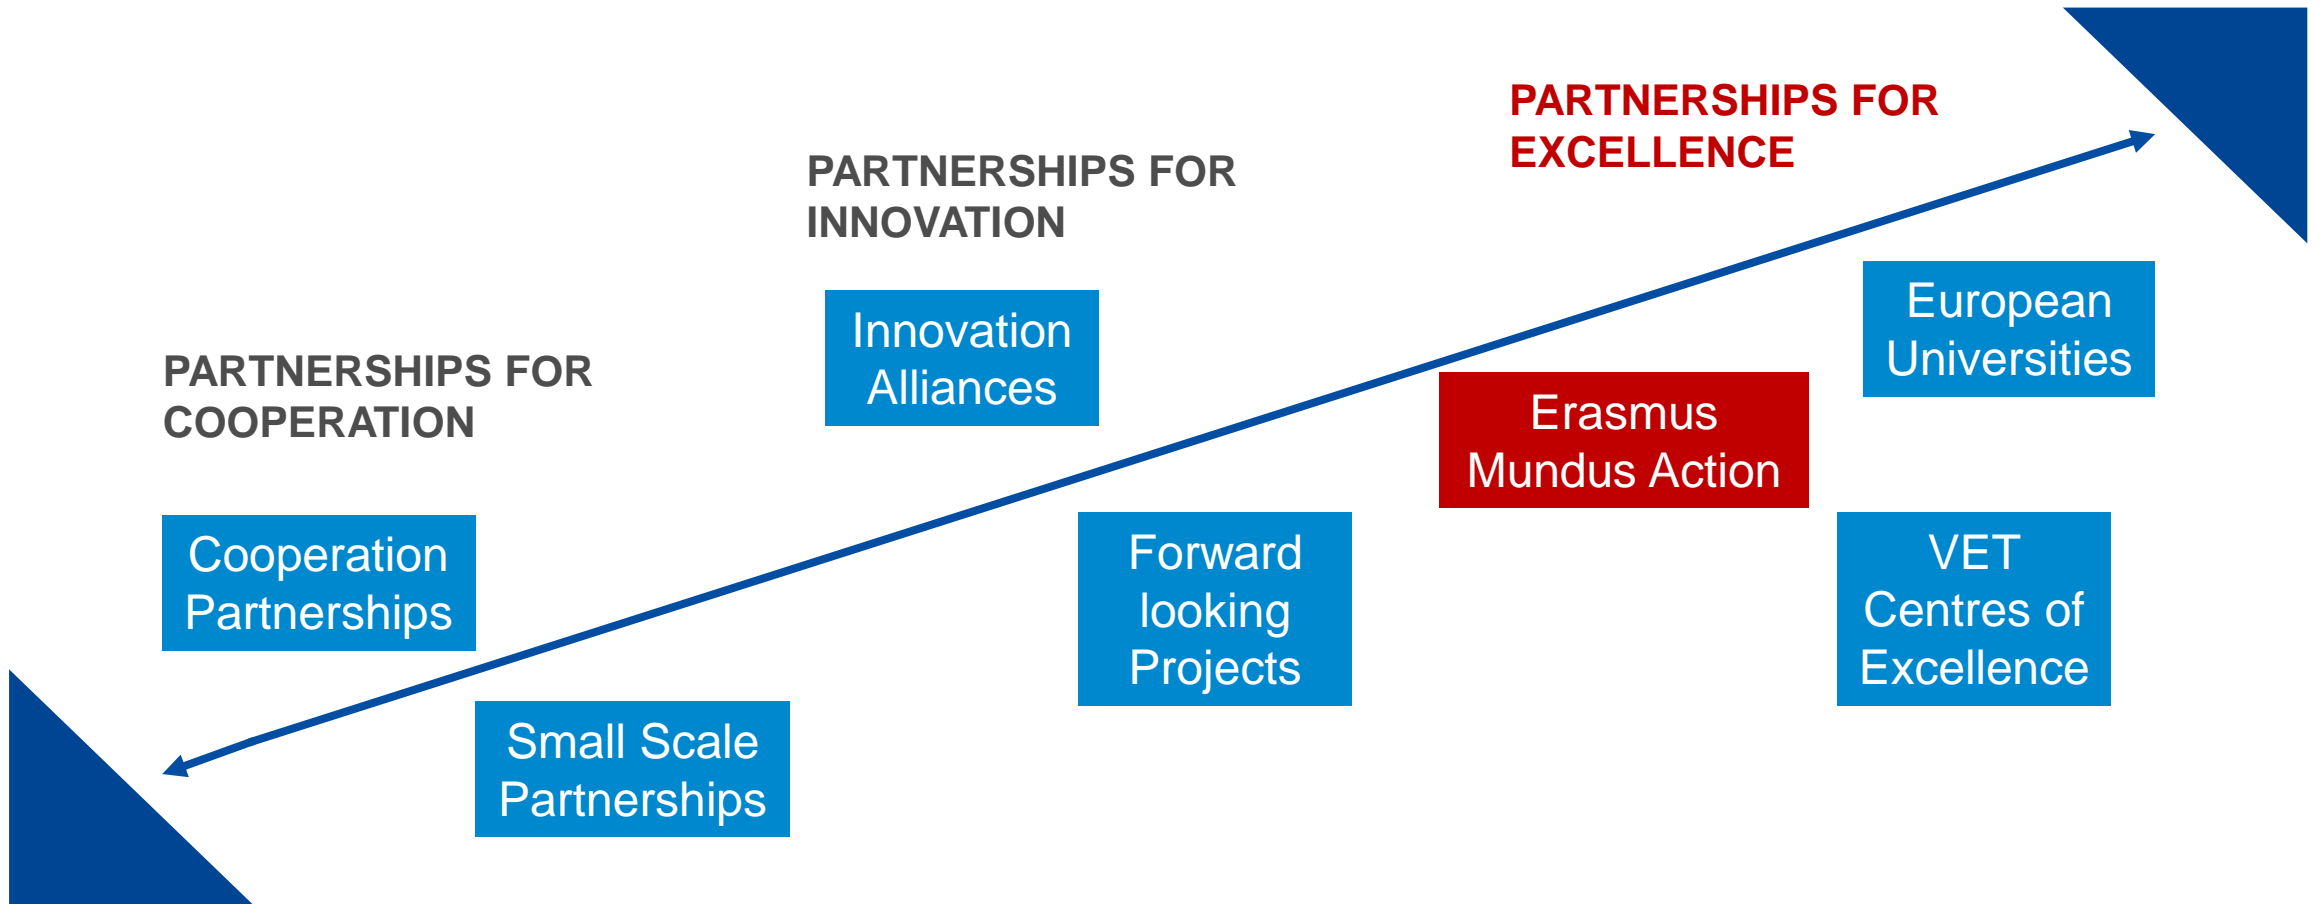 PARTNERSHIPS FOR
COOPERATION
Cooperation
Partnerships
Small Scale
Partnerships
PARTNERSHIPS FOR
INNOVATION
Innovation
Alliances
Forward
looking
Projects
PARTNERSHIPS FOR
EXCELLENCE
Erasmus
Mundus Action
European
Universities
VET
Centres of
Excellence